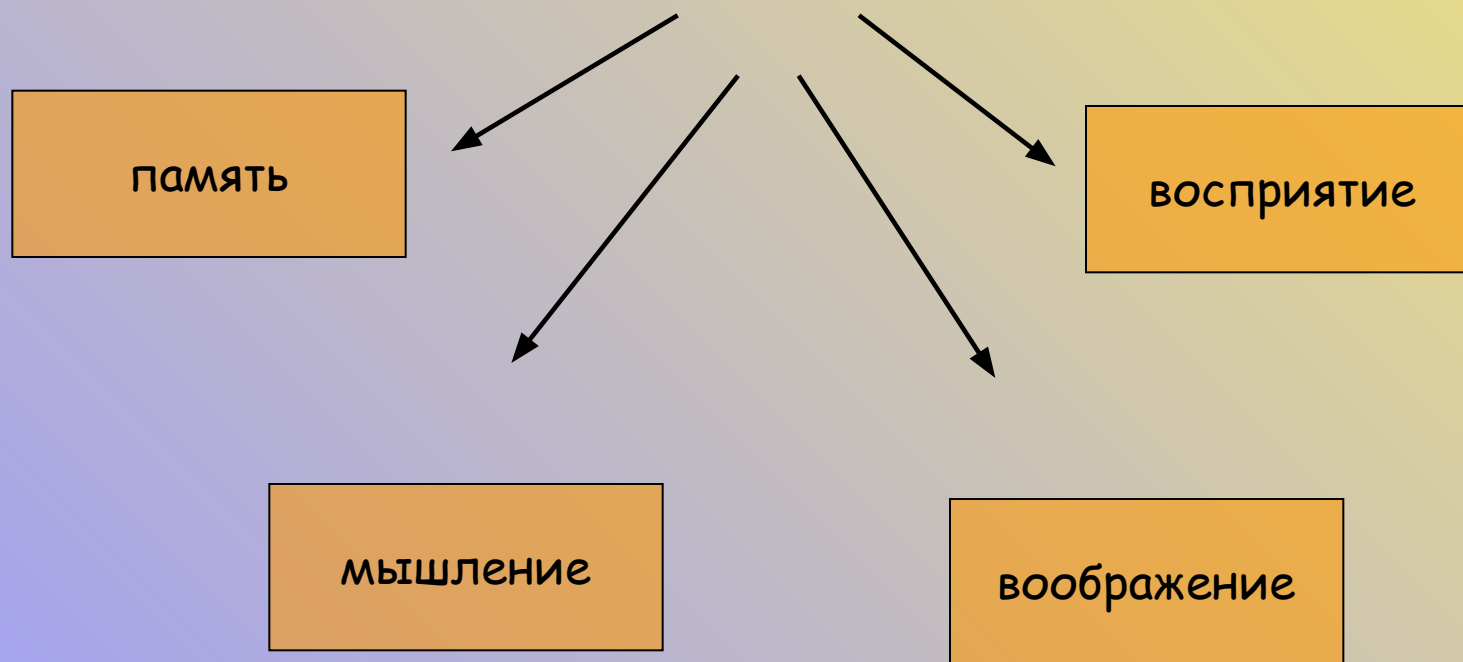 память
восприятие
мышление
воображение